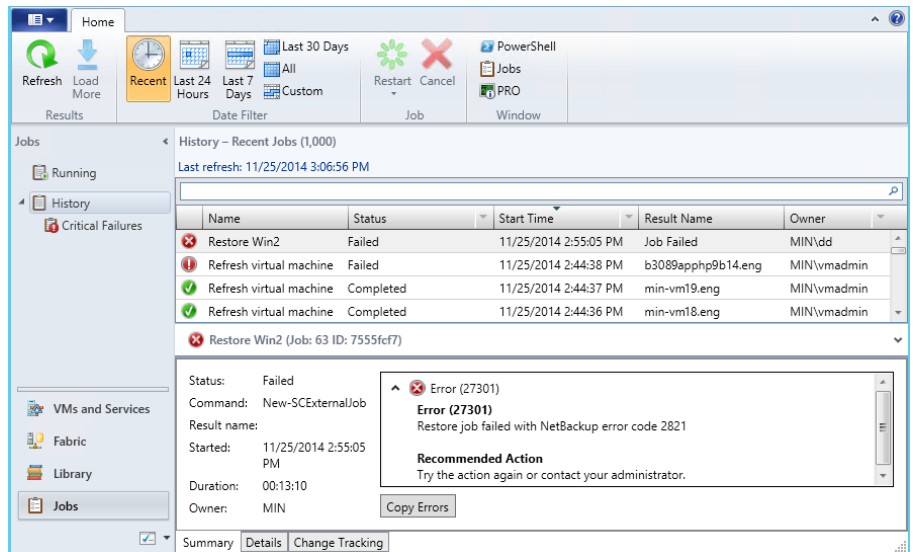 Home
Refresh
Load More
Results
Recent
Last 24 Hours
Last 7 Days
Last 30 Days
All
Custom
Date Filter
Restart
Cancel
Job
PowerShell
Jobs
PRO
Window
Jobs
Running
History
Critical Failures
VMs and Services
Fabric
Library
Jobs
History – Recent Jobs (1,000)
Last refresh: 11/25/2014 3:06:56 PM
Name Status Start Time Result Name Owner
Restore Win2 Failed 11/25/2014 2:55:05 PM Job Failed MIN\dd
Refresh virtual machine Failed 11/25/2014 2:44:38 PM b3089apphp9b14.eng MIN\vmadmin
Refresh virtual machine Completed 11/25/2014 2:44:37 PM min-vm19.eng MIN\vmadmin
Refresh virtual machine Completed 11/25/2014 2:44:36 PM min-vm18.eng MIN\vmadmin
Restore Win2 (Job: 63 ID: 7555fcf7)
Status: Failed
Command: New-SCExternalJob
Result name:
Started: 11/25/2014 2:55:05
PM
Duration: 00:13:10
Owner: MIN
Error (27301)
Error (27301)
Restore job failed with NetBackup error code 2821
Recommended Action
Try the action again or contact your administrator.
Copy Errors
Summary Details Change Tracking